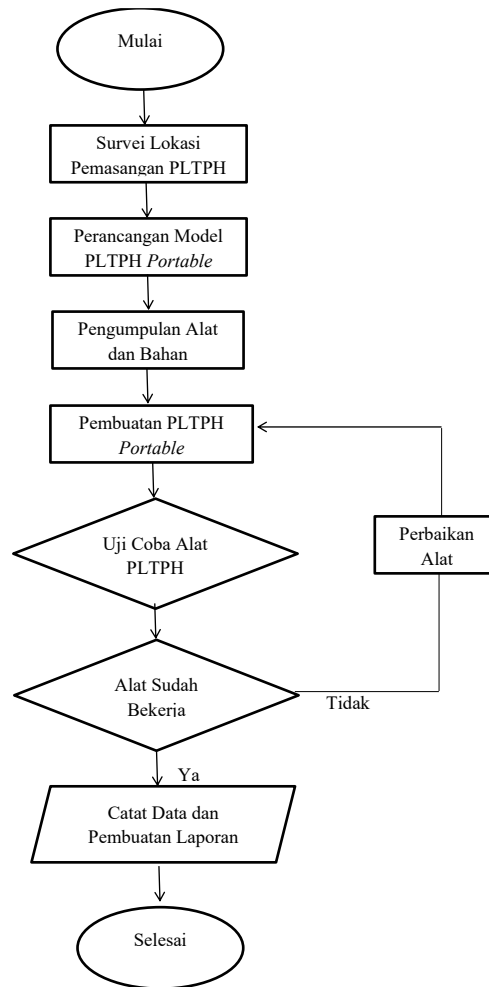 Mulai
Survei Lokasi
Pemasangan PLTPH
Perancangan Model
PLTPH Portable
Pengumpulan Alat
dan Bahan
Pembuatan PLTPH
Portable
Uji Coba Alat
PLTPH
Perbaikan
Alat
Alat Sudah
Bekerja
Tidak
Ya
Catat Data dan
Pembuatan Laporan
Selesai